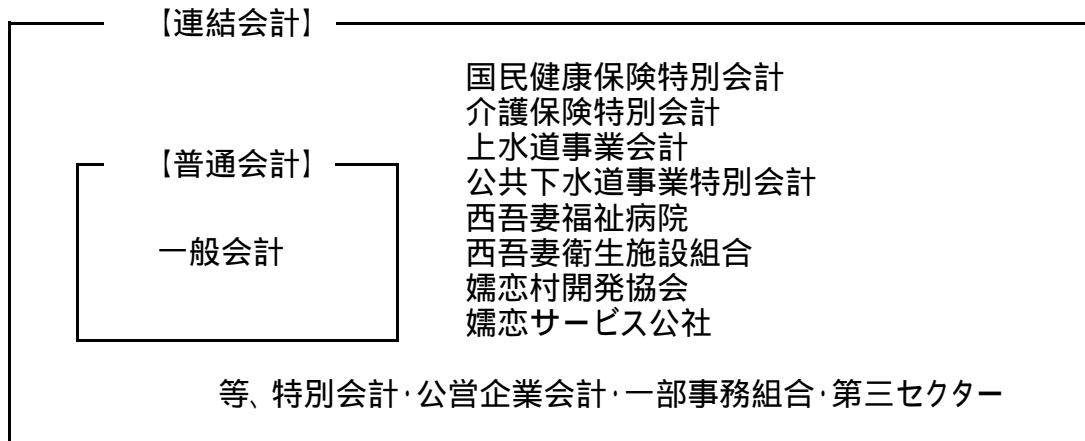 【連結会計】
国民健康保険特別会計
介護保険特別会計
上水道事業会計
【普通会計】
公共下水道事業特別会計
西吾妻福祉病院
一般会計
西吾妻衛生施設組合
嬬恋村開発協会
嬬恋サービス公社
等、特別会計・公営企業会計・一部事務組合・第三セクター